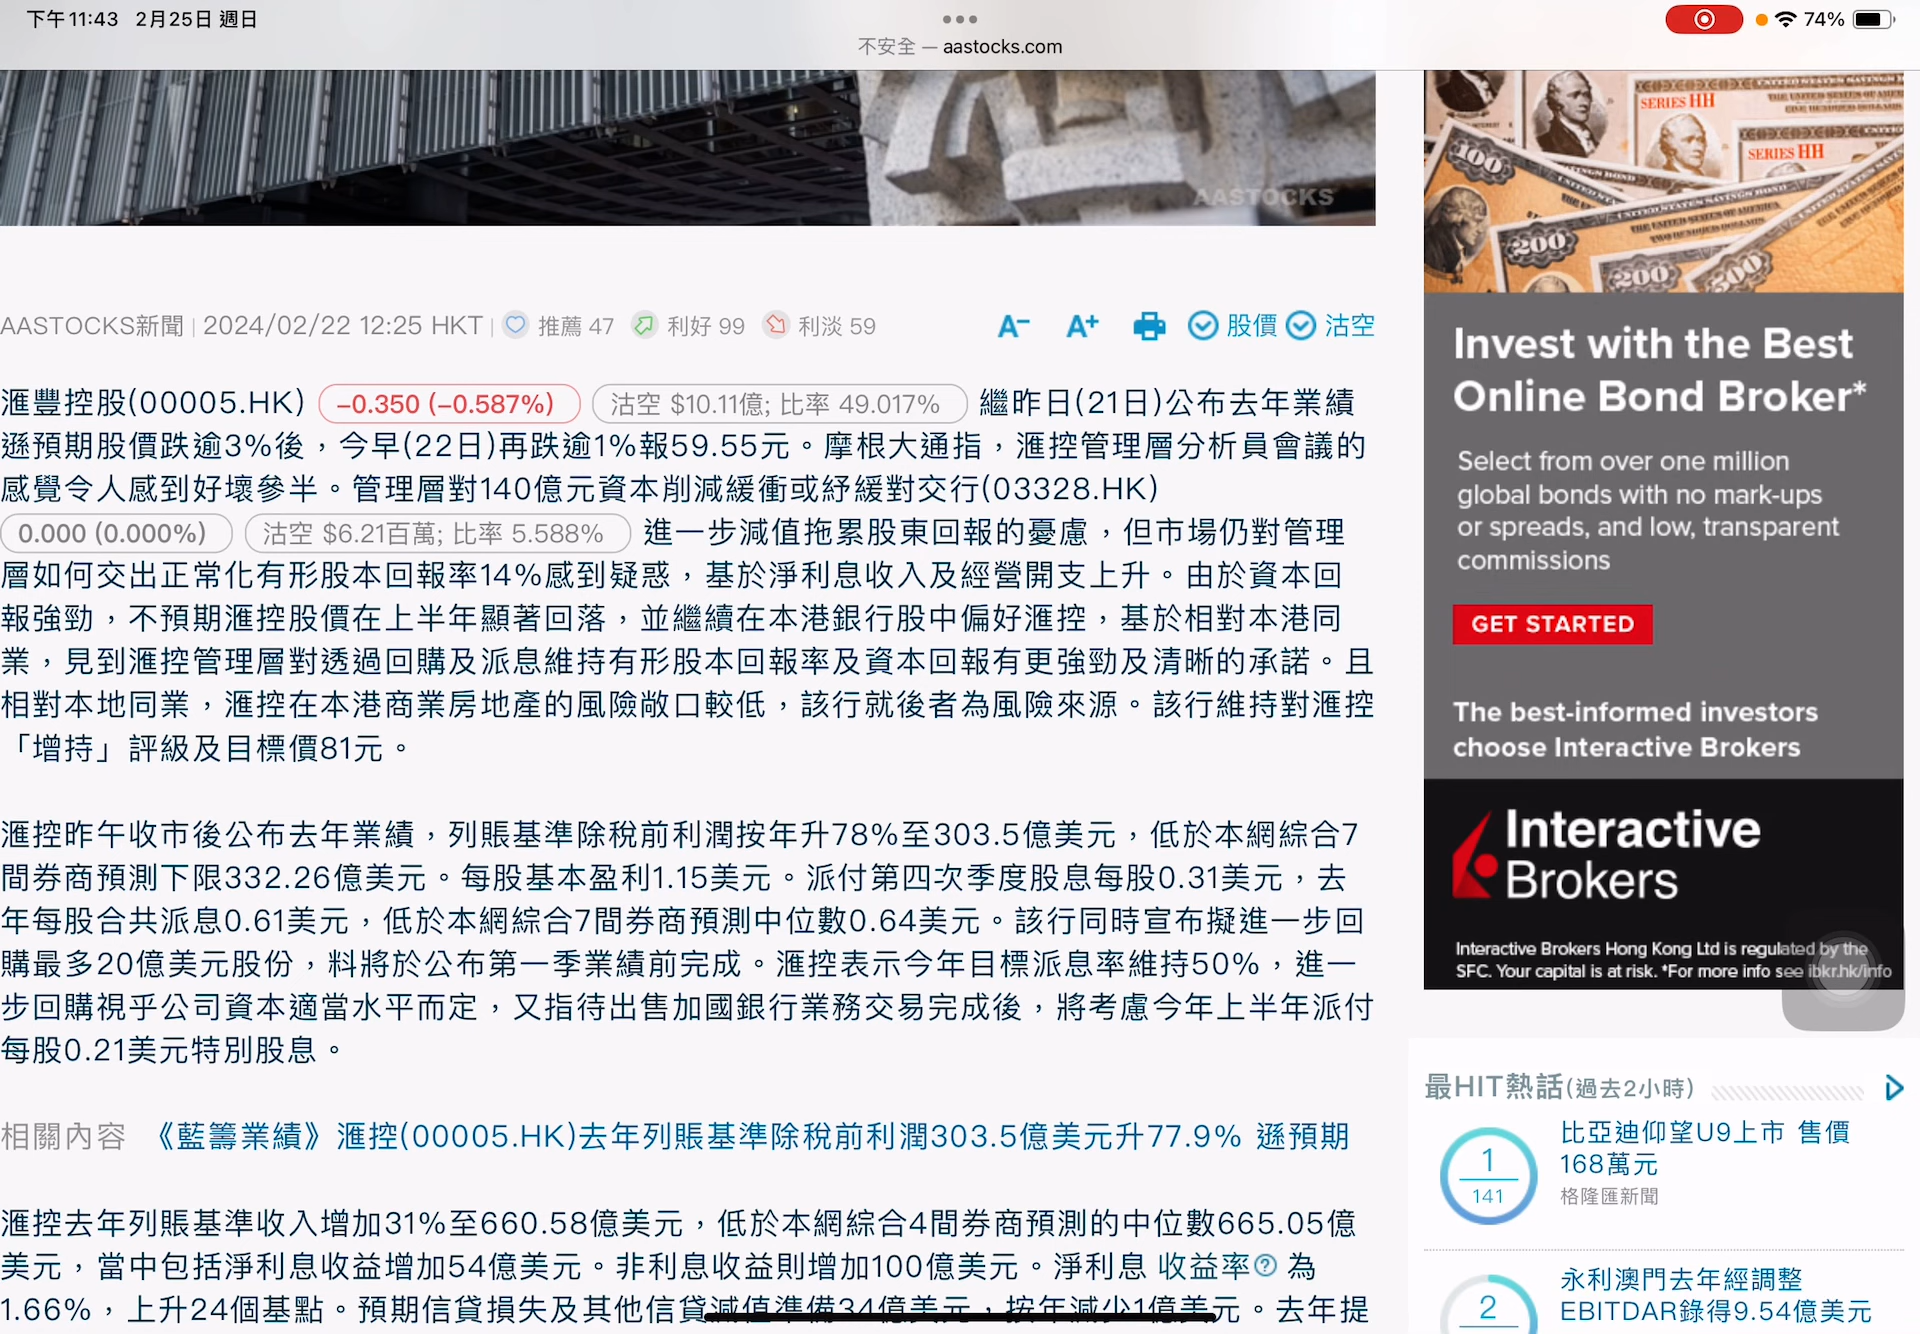 下午11:43 2月25日 週日
74%
不安全 — aastocks.com
AASTOCKS
AASTOCKS新聞 | 2024/02/22 12:25 HKT | 推薦 47 利好 99 利淡 59
A− A+ 股價 沽空
滙豐控股(00005.HK) −0.350 (−0.587%) 沽空 $10.11億; 比率 49.017% 繼昨日(21日)公布去年業績
遜預期股價跌逾3%後，今早(22日)再跌逾1%報59.55元。摩根大通指，滙控管理層分析員會議的
感覺令人感到好壞參半。管理層對140億元資本削減緩衝或紓緩對交行(03328.HK)
0.000 (0.000%) 沽空 $6.21百萬; 比率 5.588% 進一步減值拖累股東回報的憂慮，但市場仍對管理
層如何交出正常化有形股本回報率14%感到疑惑，基於淨利息收入及經營開支上升。由於資本回
報強勁，不預期滙控股價在上半年顯著回落，並繼續在本港銀行股中偏好滙控，基於相對本港同
業，見到滙控管理層對透過回購及派息維持有形股本回報率及資本回報有更強勁及清晰的承諾。且
相對本地同業，滙控在本港商業房地產的風險敞口較低，該行就後者為風險來源。該行維持對滙控
「增持」評級及目標價81元。
滙控昨午收市後公布去年業績，列賬基準除稅前利潤按年升78%至303.5億美元，低於本網綜合7
間券商預測下限332.26億美元。每股基本盈利1.15美元。派付第四次季度股息每股0.31美元，去
年每股合共派息0.61美元，低於本網綜合7間券商預測中位數0.64美元。該行同時宣布擬進一步回
購最多20億美元股份，料將於公布第一季業績前完成。滙控表示今年目標派息率維持50%，進一
步回購視乎公司資本適當水平而定，又指待出售加國銀行業務交易完成後，將考慮今年上半年派付
每股0.21美元特別股息。
相關內容 《藍籌業績》滙控(00005.HK)去年列賬基準除稅前利潤303.5億美元升77.9% 遜預期
滙控去年列賬基準收入增加31%至660.58億美元，低於本網綜合4間券商預測的中位數665.05億
美元，當中包括淨利息收益增加54億美元。非利息收益則增加100億美元。淨利息 收益率? 為
1.66%，上升24個基點。預期信貸損失及其他信貸減值準備34億美元，按年減少1億美元。去年提
SERIES HH
SERIES HH
100
200
200
500
Invest with the Best
Online Bond Broker*
Select from over one million
global bonds with no mark-ups
or spreads, and low, transparent
commissions
GET STARTED
The best-informed investors
choose Interactive Brokers
Interactive
Brokers
Interactive Brokers Hong Kong Ltd is regulated by the
SFC. Your capital is at risk. *For more info see ibkr.hk/info
最HIT熱話(過去2小時)
1
141
比亞迪仰望U9上市 售價
168萬元
格隆匯新聞
2
永利澳門去年經調整
EBITDAR錄得9.54億美元